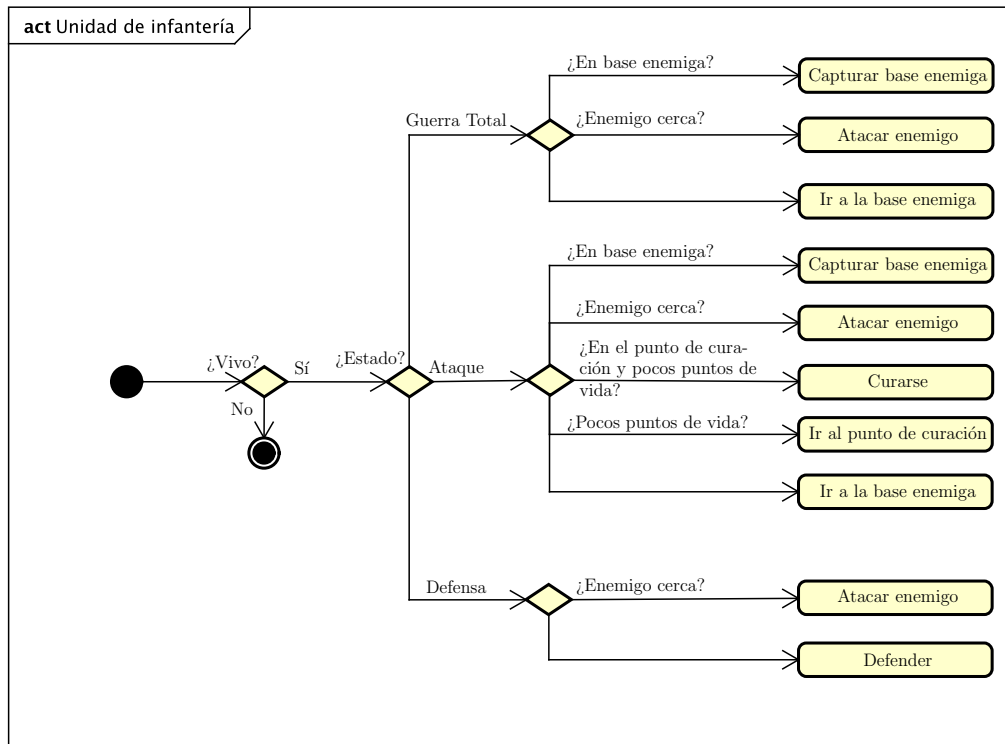 act Unidad de infantería
¿En base enemiga?
Capturar base enemiga
Guerra Total
¿Enemigo cerca?
Atacar enemigo
Ir a la base enemiga
¿En base enemiga?
Capturar base enemiga
¿Enemigo cerca?
Atacar enemigo
¿Vivo?
Sí
¿Estado?
Ataque
¿En el punto de cura-
ción y pocos puntos de
vida?
Curarse
No
¿Pocos puntos de vida?
Ir al punto de curación
Ir a la base enemiga
Defensa
¿Enemigo cerca?
Atacar enemigo
Defender